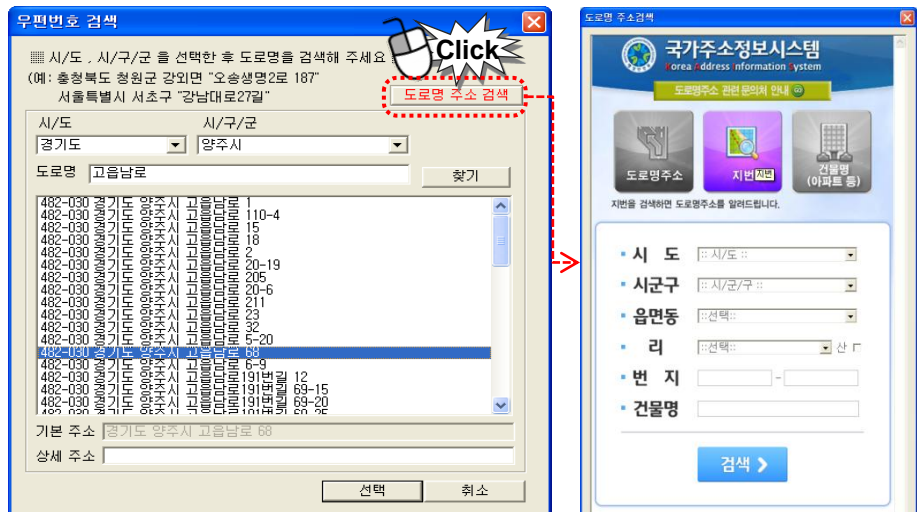 우편번호 검색
▒ 시/도 , 시/구/군 을 선택한 후 도로명을 검색해 주세요
(예: 충청북도 청원군 강외면 "오송생명2로 187"
서울특별시 서초구 "강남대로27길"
Click
도로명 주소 검색
시/도 시/구/군
경기도 양주시
도로명 고읍남로 찾기
482-030 경기도 양주시 고읍남로 1
482-030 경기도 양주시 고읍남로 110-4
482-030 경기도 양주시 고읍남로 15
482-030 경기도 양주시 고읍남로 18
482-030 경기도 양주시 고읍남로 2
482-030 경기도 양주시 고읍남로 20-19
482-030 경기도 양주시 고읍남로 205
482-030 경기도 양주시 고읍남로 20-6
482-030 경기도 양주시 고읍남로 211
482-030 경기도 양주시 고읍남로 23
482-030 경기도 양주시 고읍남로 32
482-030 경기도 양주시 고읍남로 5-20
482-030 경기도 양주시 고읍남로 68
482-030 경기도 양주시 고읍남로 6-9
482-030 경기도 양주시 고읍남로191번길 12
482-030 경기도 양주시 고읍남로191번길 69-15
482-030 경기도 양주시 고읍남로191번길 69-20
482-030 경기도 양주시 고읍남로191번길
기본 주소 경기도 양주시 고읍남로 68
상세 주소
선택 취소
도로명 주소검색
국가주소정보시스템
Korea Address Information System
도로명주소 관련 문의처 안내
도로명주소
지번 지번
건물명
(아파트 등)
지번을 검색하면 도로명주소를 알려드립니다.
시 도 :: 시/도 ::
시군구 :: 시/군/구 ::
읍면동 ::선택::
리 ::선택:: 산
번 지 -
건물명
검색